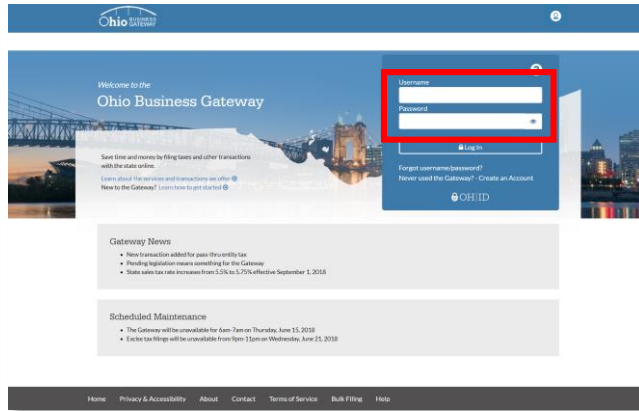 Ohio BUSINESS
GATEWAY
Welcome to the
Ohio Business Gateway
Save time and money by filing taxes and other transactions
with the state online.
Learn about the services and transactions we offer
New to the Gateway? Learn how to get started
Username
Password
Log In
Forgot username/password?
Never used the Gateway? - Create an Account
OH|ID
Gateway News
• New transaction added for pass-thru entity tax
• Pending legislation means something for the Gateway
• State sales tax rate increases from 5.5% to 5.75% effective September 1, 2018
Scheduled Maintenance
• The Gateway will be unavailable for 6am-7am on Thursday, June 15, 2018
• Excise tax filings will be unavailable from 9pm-11pm on Wednesday, June 21, 2018
Home Privacy & Accessibility About Contact Terms of Service Bulk Filing Help